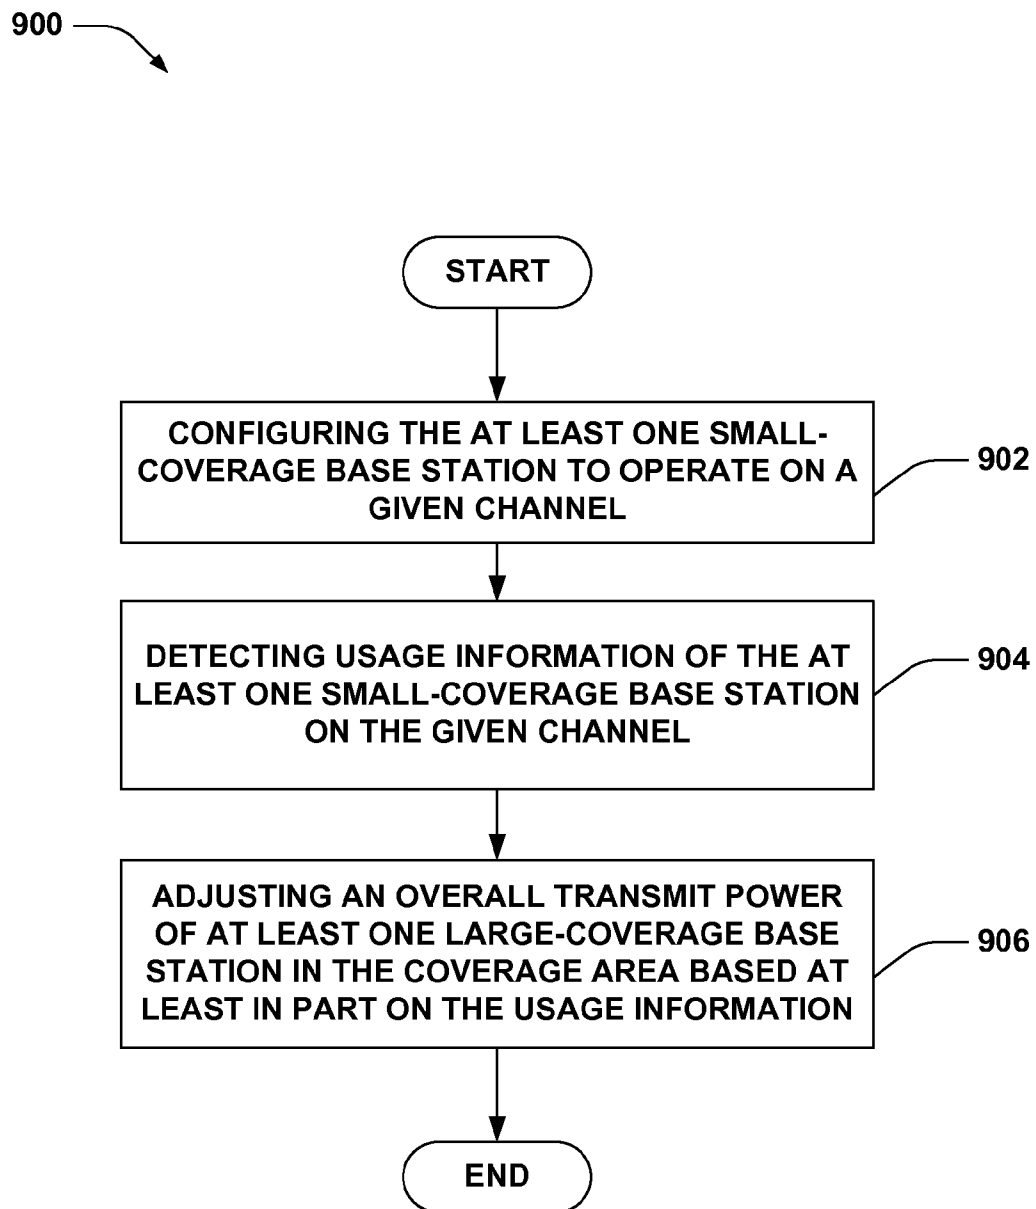 900
START
CONFIGURING THE AT LEAST ONE SMALL-
COVERAGE BASE STATION TO OPERATE ON A
GIVEN CHANNEL
902
DETECTING USAGE INFORMATION OF THE AT
LEAST ONE SMALL-COVERAGE BASE STATION
ON THE GIVEN CHANNEL
904
ADJUSTING AN OVERALL TRANSMIT POWER
OF AT LEAST ONE LARGE-COVERAGE BASE
STATION IN THE COVERAGE AREA BASED AT
LEAST IN PART ON THE USAGE INFORMATION
906
END